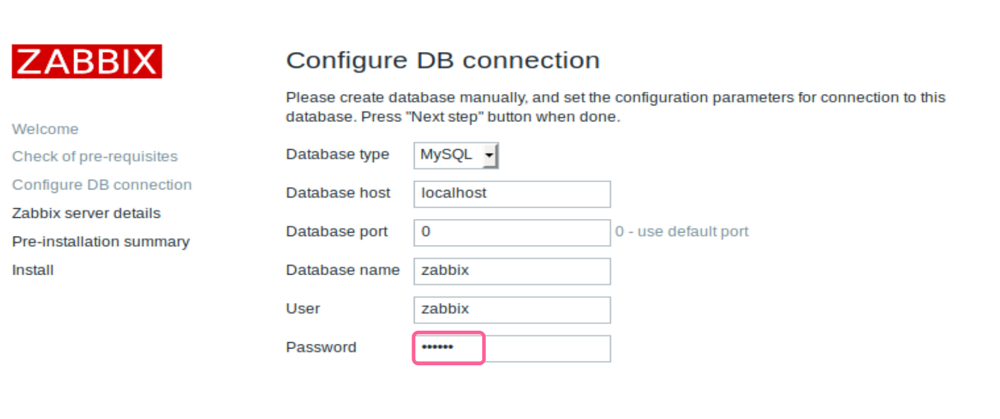 ZABBIX
Welcome
Check of pre-requisites
Configure DB connection
Zabbix server details
Pre-installation summary
Install
Configure DB connection
Please create database manually, and set the configuration parameters for connection to this
database. Press "Next step" button when done.
Database type MySQL
Database host localhost
Database port 0 0 - use default port
Database name zabbix
User zabbix
Password ••••••